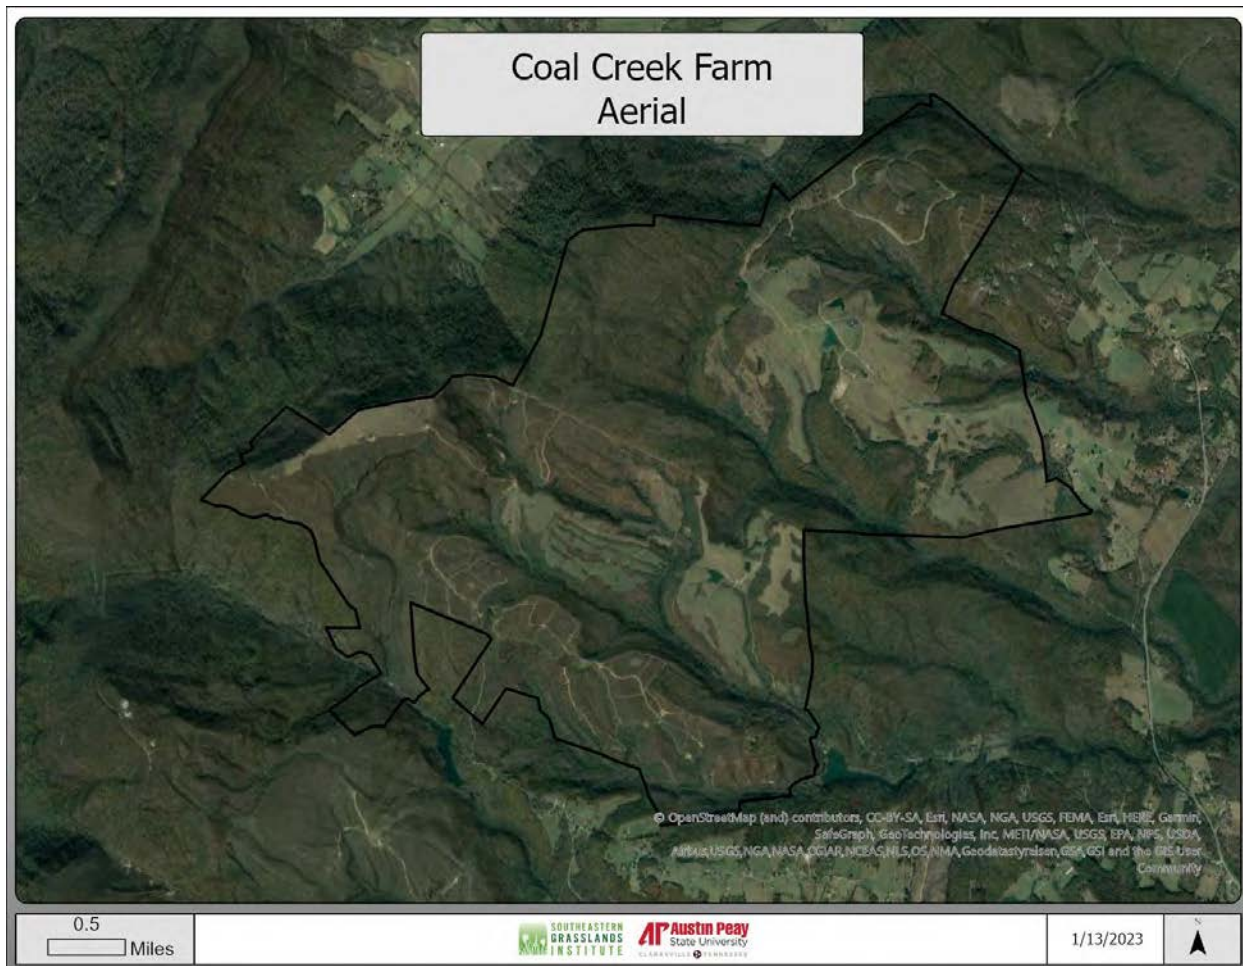 Coal Creek Farm
Aerial
© OpenStreetMap (and) contributors, CC-BY-SA, Esri, NASA, NGA, USGS, FEMA, Esri, HERE, Garmin,
SafeGraph, GeoTechnologies, Inc, METI/NASA, USGS, EPA, NPS, USDA,
Airbus,USGS,NGA,NASA,CGIAR,NCEAS,NLS,OS,NMA,Geodatastyrelsen,GSA,GSI and the GIS User
Community
0.5
Miles
SOUTHEASTERN
GRASSLANDS
INSTITUTE
AP Austin Peay
State University
CLARKSVILLE TENNESSEE
1/13/2023
N